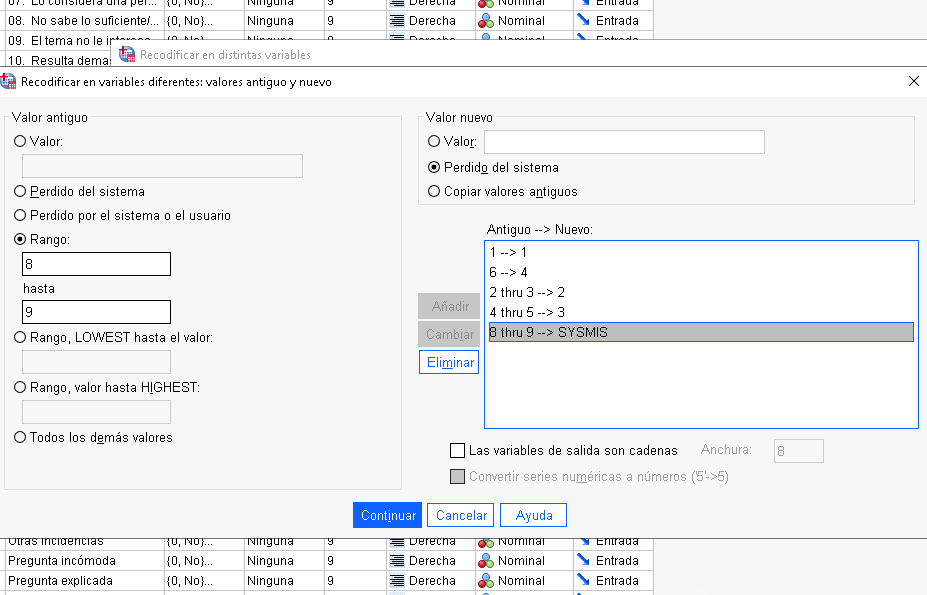 07. Lo considera una per... {0, No}... Ninguna 9 Derecha Nominal Entrada
08. No sabe lo suficiente/... {0, No}... Ninguna 9 Derecha Nominal Entrada
09. El tema no le interesa... {0, No}... Ninguna 9 Derecha Nominal Entrada
10. Resulta demas
Recodificar en distintas variables
Recodificar en variables diferentes: valores antiguo y nuevo
Valor antiguo
Valor:
Perdido del sistema
Perdido por el sistema o el usuario
Rango:
8
hasta
9
Rango, LOWEST hasta el valor:
Rango, valor hasta HIGHEST:
Todos los demás valores
Valor nuevo
Valor:
Perdido del sistema
Copiar valores antiguos
Antiguo --> Nuevo:
1 --> 1
6 --> 4
2 thru 3 --> 2
4 thru 5 --> 3
8 thru 9 --> SYSMIS
Añadir
Cambiar
Eliminar
Las variables de salida son cadenas Anchura: 8
Convertir series numéricas a números ('5'->5)
Continuar Cancelar Ayuda
Otras incidencias {0, No}... Ninguna 9 Derecha Nominal Entrada
Pregunta incómoda {0, No}... Ninguna 9 Derecha Nominal Entrada
Pregunta explicada {0, No}... Ninguna 9 Derecha Nominal Entrada